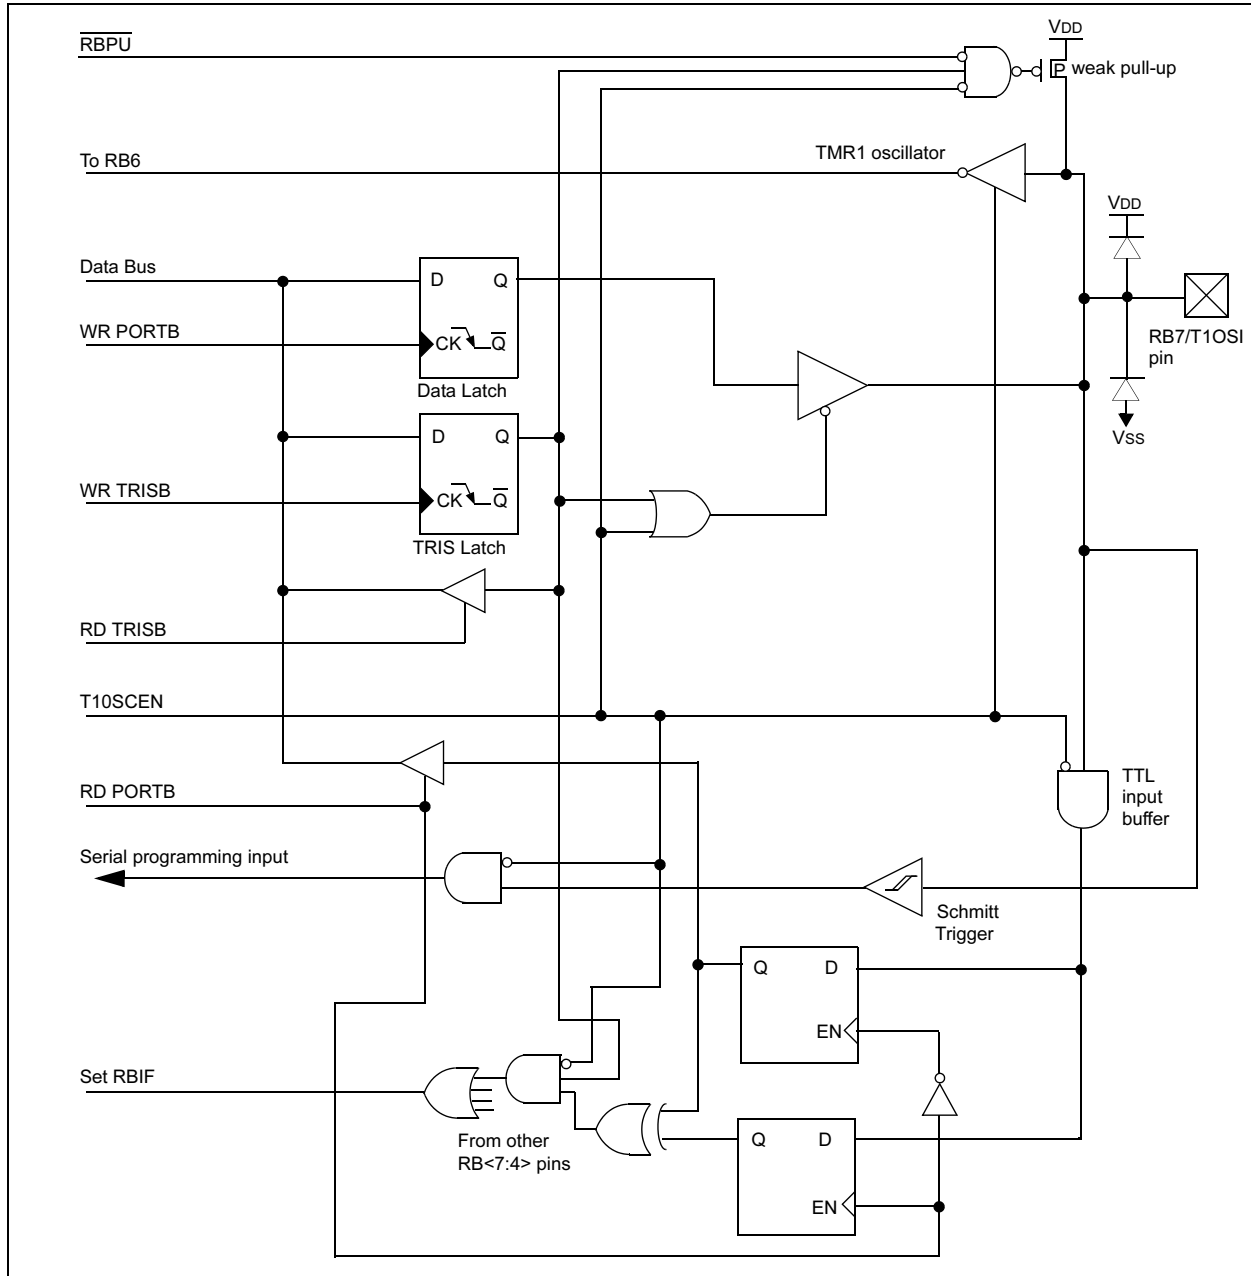 RBPU
VDD
P weak pull-up
To RB6
TMR1 oscillator
VDD
Data Bus
D Q
WR PORTB
CK Q
RB7/T1OSI
pin
Data Latch
D Q
VSS
WR TRISB
CK Q
TRIS Latch
RD TRISB
T10SCEN
RD PORTB
TTL
input
buffer
Serial programming input
Schmitt
Trigger
Q D
EN
Set RBIF
From other
RB<7:4> pins
Q D
EN